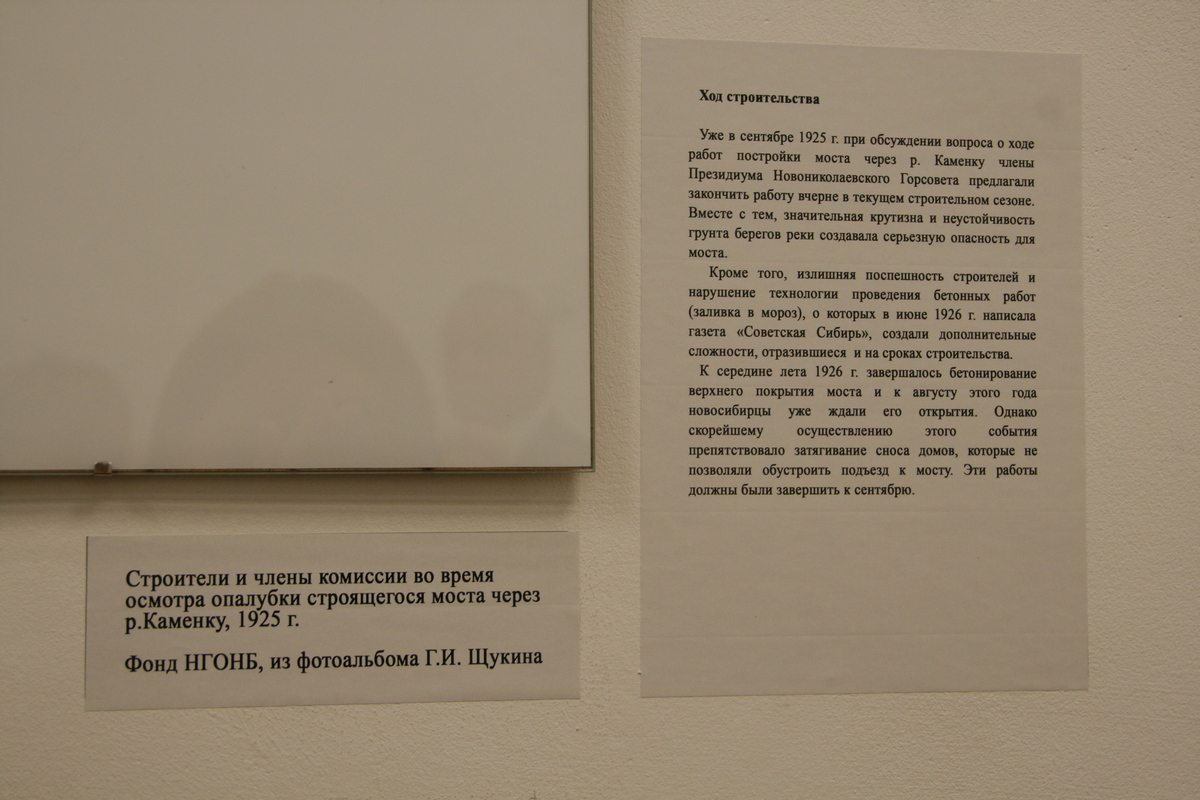 Ход строительства
Уже в сентябре 1925 г. при обсуждении вопроса о ходе
работ постройки моста через р. Каменку члены
Президиума Новониколаевского Горсовета предлагали
закончить работу вчерне в текущем строительном сезоне.
Вместе с тем, значительная крутизна и неустойчивость
грунта берегов реки создавала серьезную опасность для
моста.
Кроме того, излишняя поспешность строителей и
нарушение технологии проведения бетонных работ
(заливка в мороз), о которых в июне 1926 г. написала
газета «Советская Сибирь», создали дополнительные
сложности, отразившиеся и на сроках строительства.
К середине лета 1926 г. завершалось бетонирование
верхнего покрытия моста и к августу этого года
новосибирцы уже ждали его открытия. Однако
скорейшему осуществлению этого события
препятствовало затягивание сноса домов, которые не
позволяли обустроить подъезд к мосту. Эти работы
должны были завершить к сентябрю.
Строители и члены комиссии во время
осмотра опалубки строящегося моста через
р.Каменку, 1925 г.
Фонд НГОНБ, из фотоальбома Г.И. Щукина